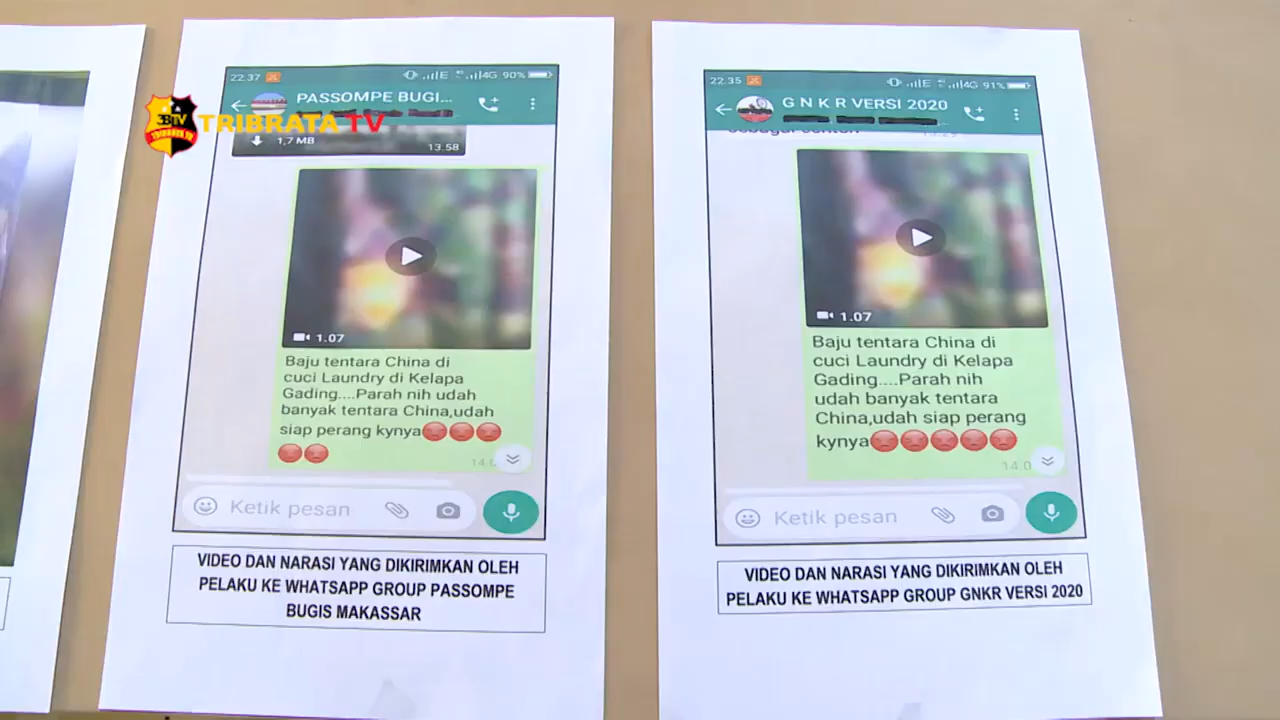 3BTV
TRIBRATA TV
22.37
4G 90%
PASSOMPE BUGI...
1,7 MB
13.58
1.07
Baju tentara China di
cuci Laundry di Kelapa
Gading....Parah nih udah
banyak tentara China,udah
siap perang kynya😡😡😡
😡😡
Ketik pesan
VIDEO DAN NARASI YANG DIKIRIMKAN OLEH
PELAKU KE WHATSAPP GROUP PASSOMPE
BUGIS MAKASSAR
22.35
4G 91%
G N K R VERSI 2020
1.07
Baju tentara China di
cuci Laundry di Kelapa
Gading....Parah nih
udah banyak tentara
China,udah siap perang
kynya😡😡😡😡😡
14.0
Ketik pesan
VIDEO DAN NARASI YANG DIKIRIMKAN OLEH
PELAKU KE WHATSAPP GROUP GNKR VERSI 2020